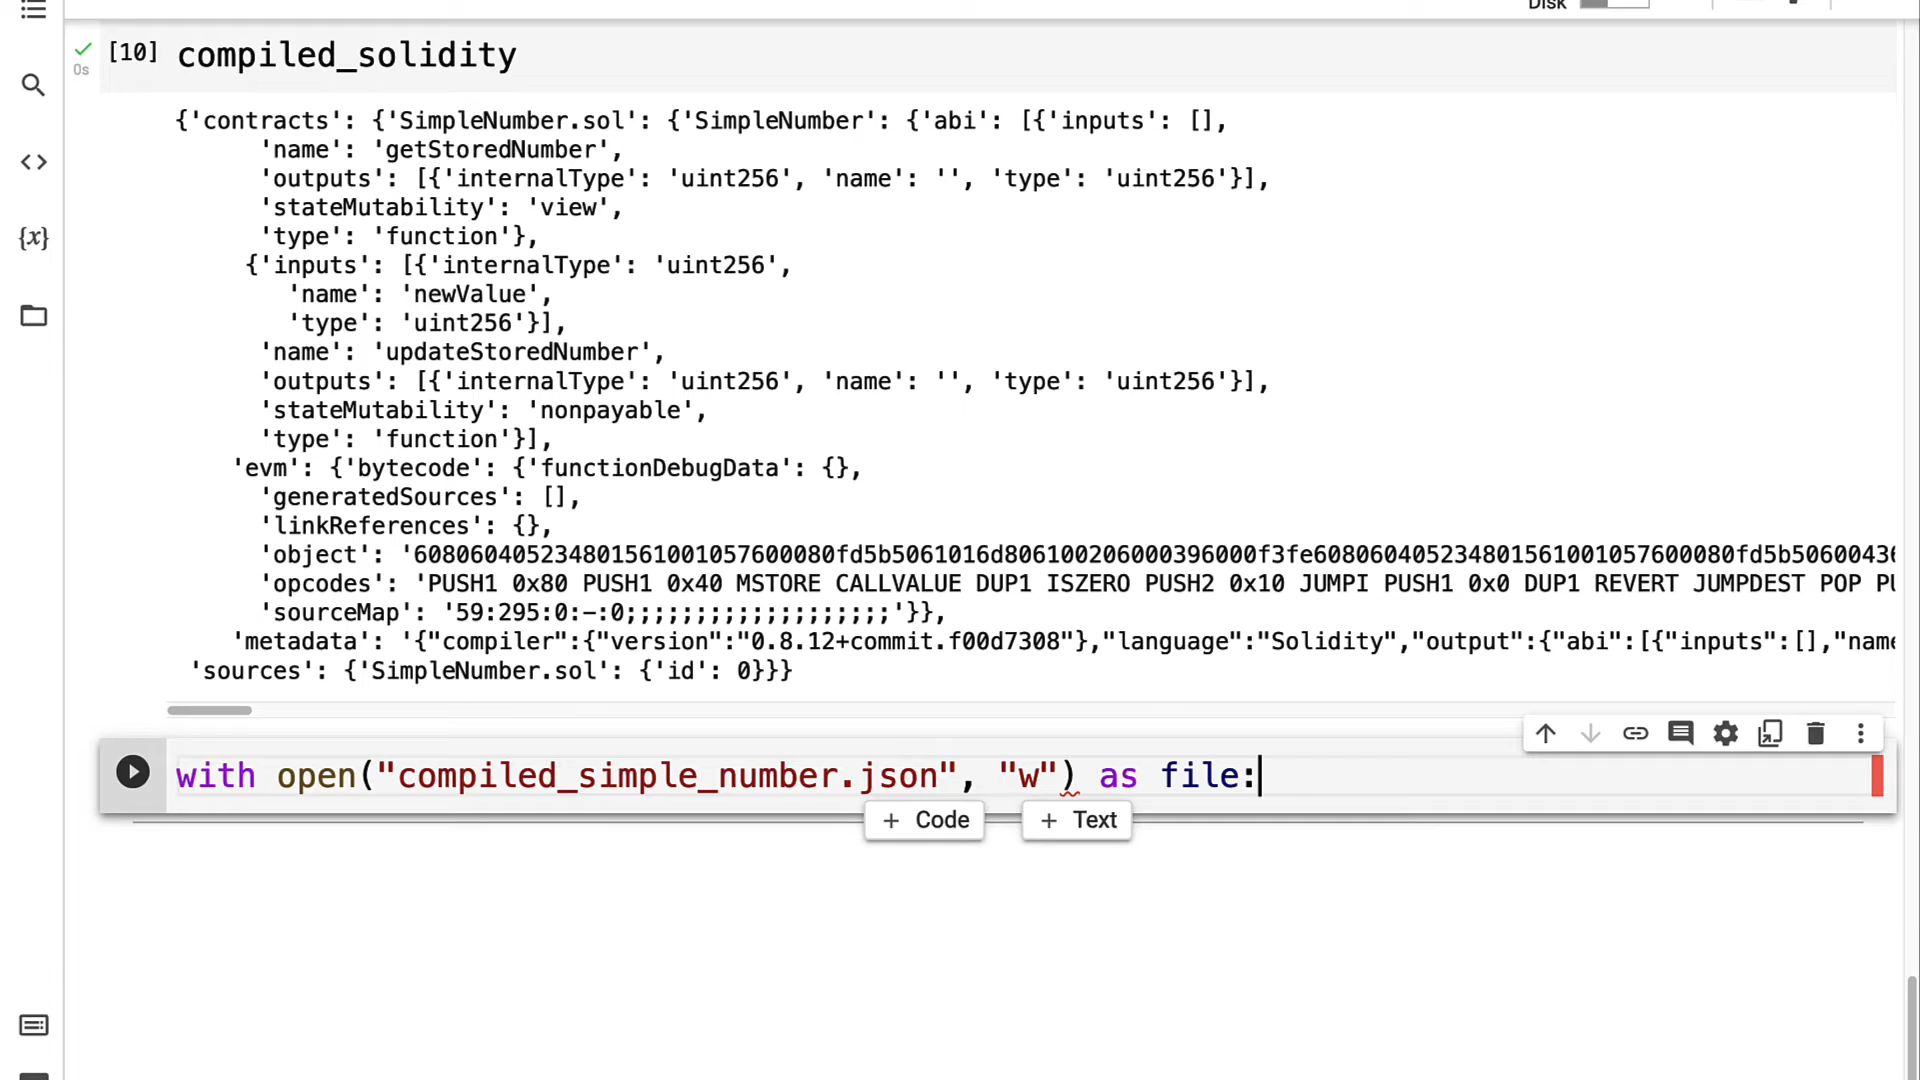 Disk
[10] compiled_solidity
0s
{'contracts': {'SimpleNumber.sol': {'SimpleNumber': {'abi': [{'inputs': [],
'name': 'getStoredNumber',
'outputs': [{'internalType': 'uint256', 'name': '', 'type': 'uint256'}],
'stateMutability': 'view',
'type': 'function'},
{'inputs': [{'internalType': 'uint256',
'name': 'newValue',
'type': 'uint256'}],
'name': 'updateStoredNumber',
'outputs': [{'internalType': 'uint256', 'name': '', 'type': 'uint256'}],
'stateMutability': 'nonpayable',
'type': 'function'}],
'evm': {'bytecode': {'functionDebugData': {},
'generatedSources': [],
'linkReferences': {},
'object': '608060405234801561001057600080fd5b5061016d806100206000396000f3fe608060405234801561001057600080fd5b50600436
'opcodes': 'PUSH1 0x80 PUSH1 0x40 MSTORE CALLVALUE DUP1 ISZERO PUSH2 0x10 JUMPI PUSH1 0x0 DUP1 REVERT JUMPDEST POP PU
'sourceMap': '59:295:0:-:0;;;;;;;;;;;;;;;;;;;'}},
'metadata': '{"compiler":{"version":"0.8.12+commit.f00d7308"},"language":"Solidity","output":{"abi":[{"inputs":[],"name
'sources': {'SimpleNumber.sol': {'id': 0}}}
with open("compiled_simple_number.json", "w") as file:
+ Code + Text